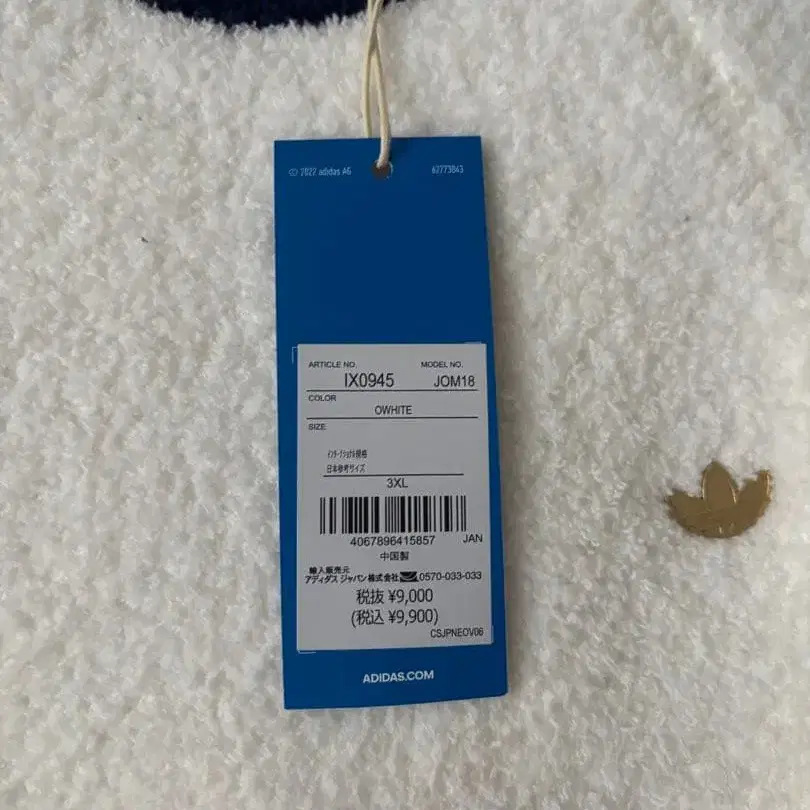 © 2022 adidas AG 62773843
ARTICLE NO. MODEL NO.
IX0945 JOM18
COLOR
OWHITE
SIZE
インターナショナル規格
日本参考サイズ
3XL
4067896415857 JAN
中国製
輸入販売元
アディダス ジャパン株式会社 0570-033-033
税抜 ¥9,000
(税込 ¥9,900)
CSJPNEOV06
ADIDAS.COM